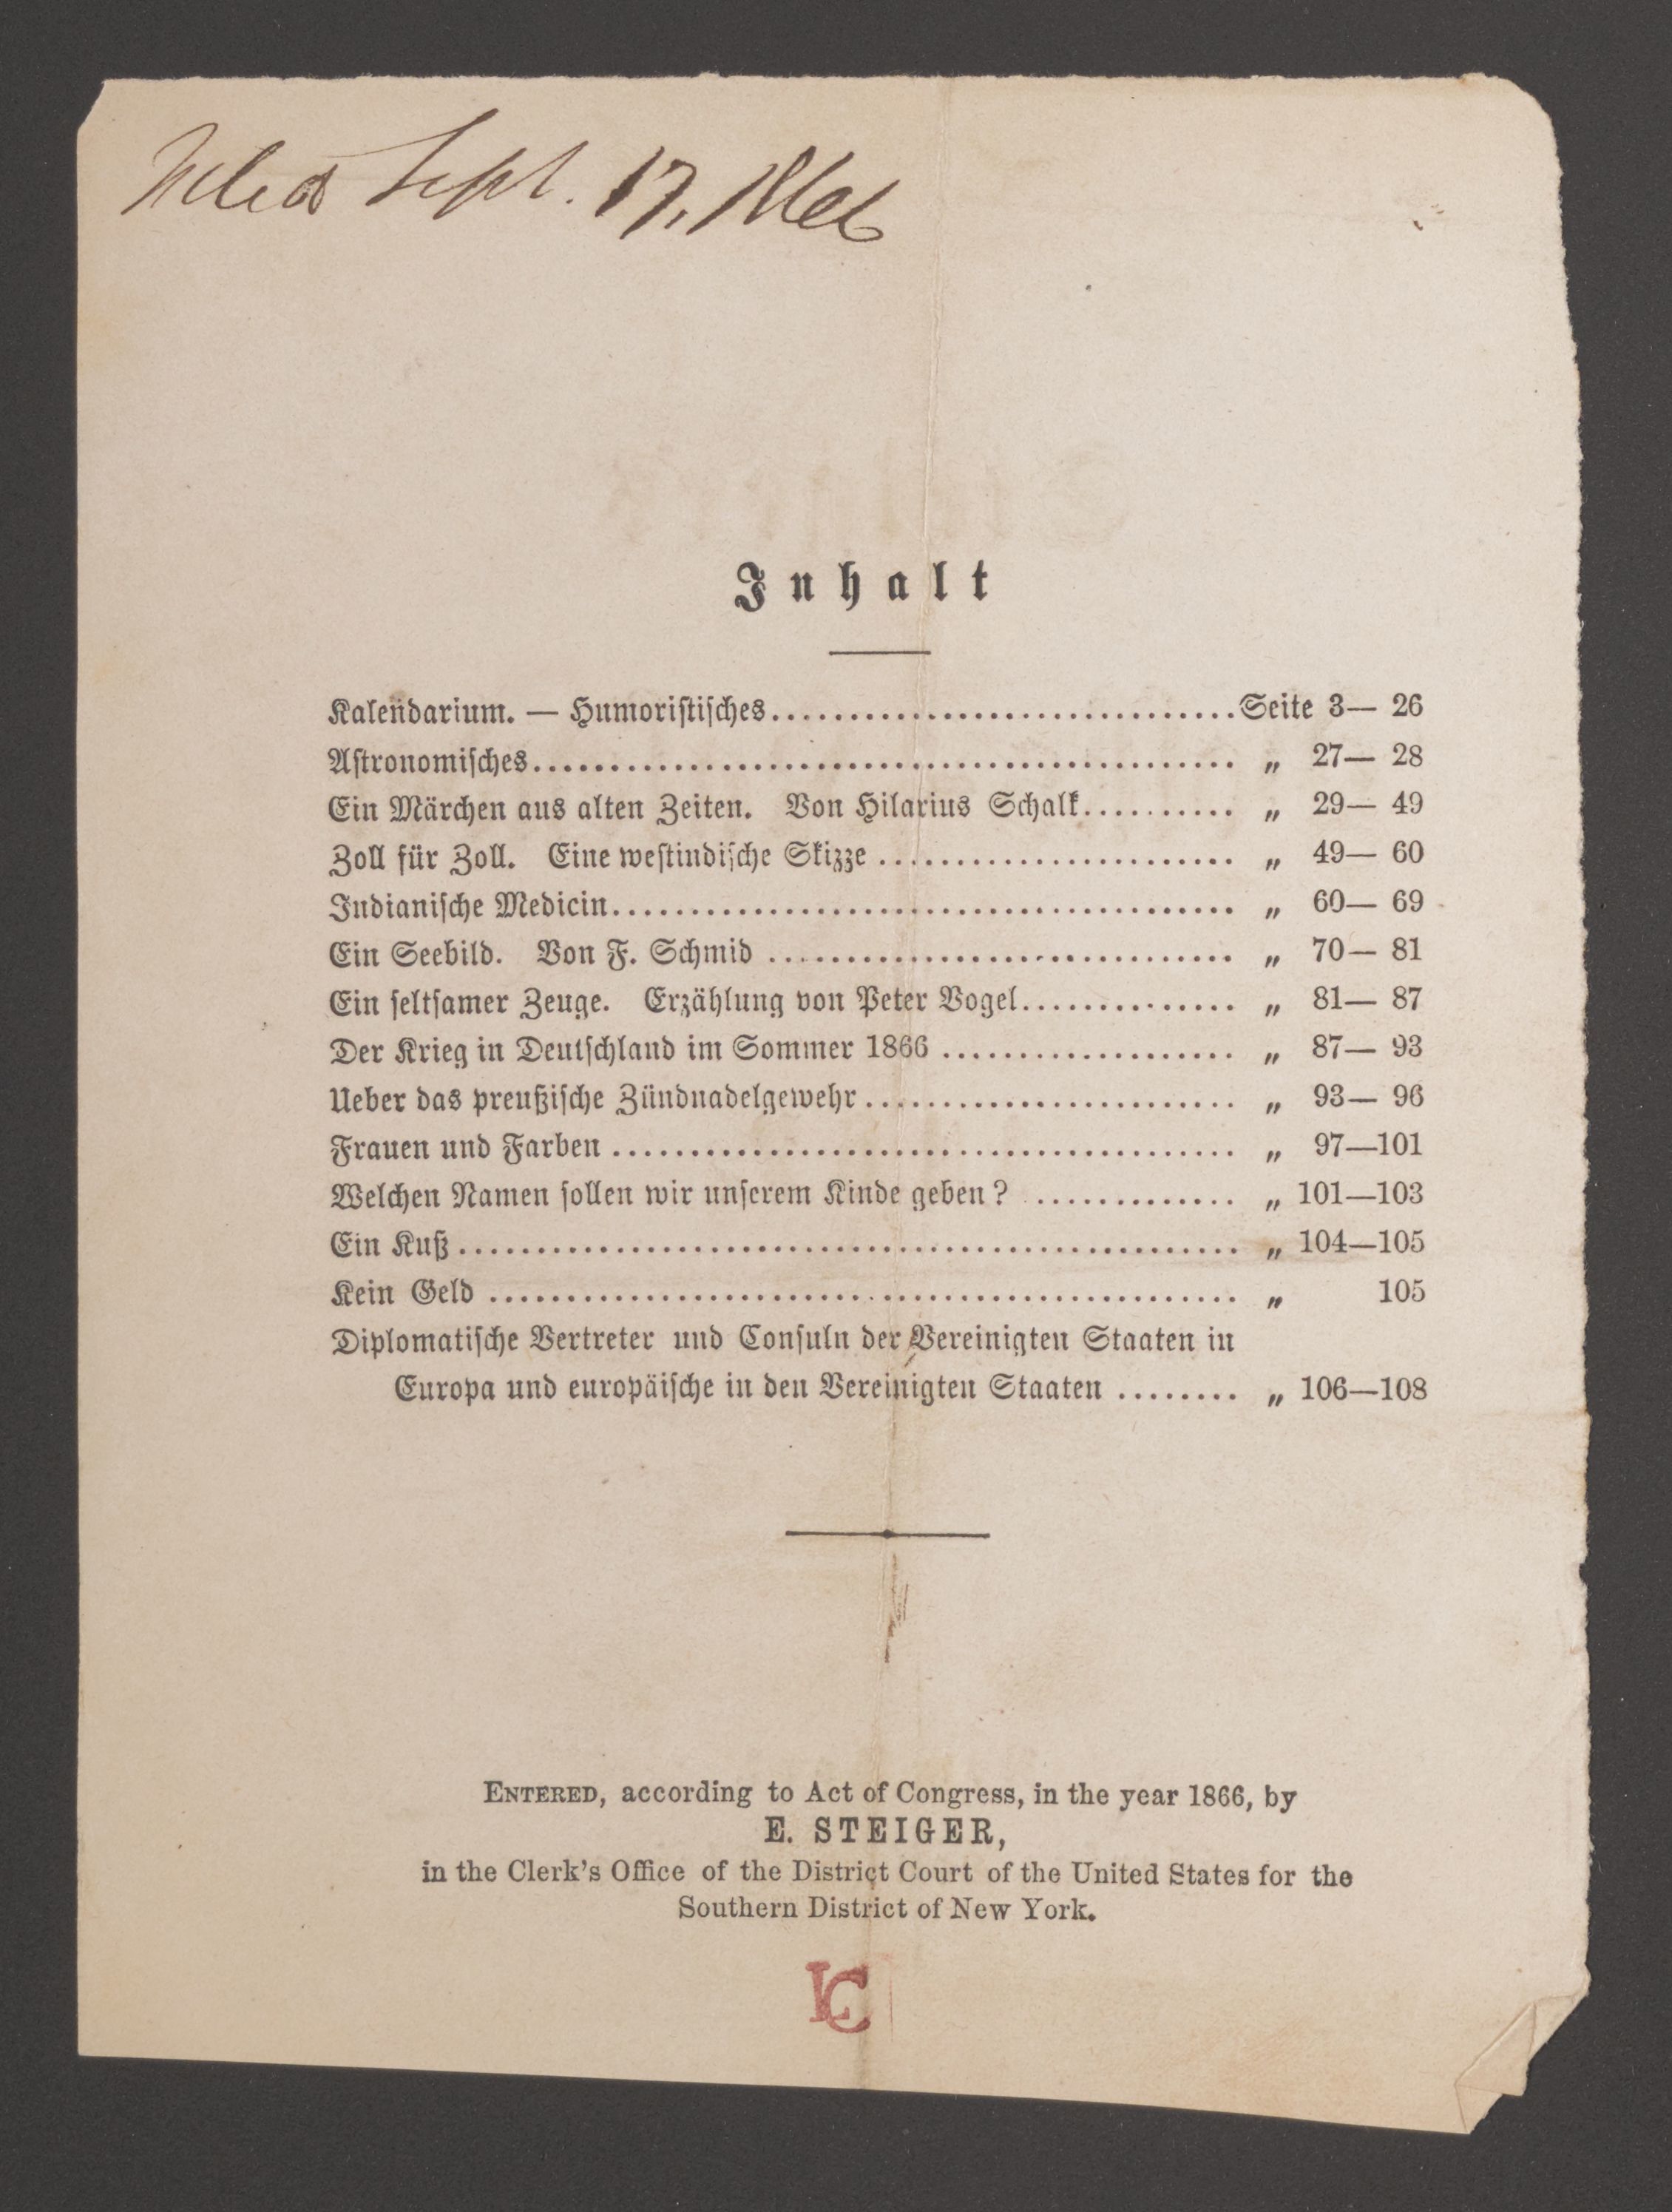 Filed Sept. 17, 1866
Inhalt
Kalendarium. — Humoristisches..............................Seite 3— 26
Astronomisches............................................. „ 27— 28
Ein Märchen aus alten Zeiten. Von Hilarius Schalk.......... „ 29— 49
Zoll für Zoll. Eine westindische Skizze ....................... „ 49— 60
Indianische Medicin........................................ „ 60— 69
Ein Seebild. Von F. Schmid .............................. „ 70— 81
Ein seltsamer Zeuge. Erzählung von Peter Vogel.............. „ 81— 87
Der Krieg in Deutschland im Sommer 1866 ................... „ 87— 93
Ueber das preußische Zündnadelgewehr........................ „ 93— 96
Frauen und Farben ........................................ „ 97—101
Welchen Namen sollen wir unserem Kinde geben? ............. „ 101—103
Ein Kuß.................................................. „ 104—105
Kein Geld ................................................ „ 105
Diplomatische Vertreter und Consuln der Vereinigten Staaten in
Europa und europäische in den Vereinigten Staaten ........ „ 106—108
ENTERED, according to Act of Congress, in the year 1866, by
E. STEIGER,
in the Clerk's Office of the District Court of the United States for the
Southern District of New York.
LC